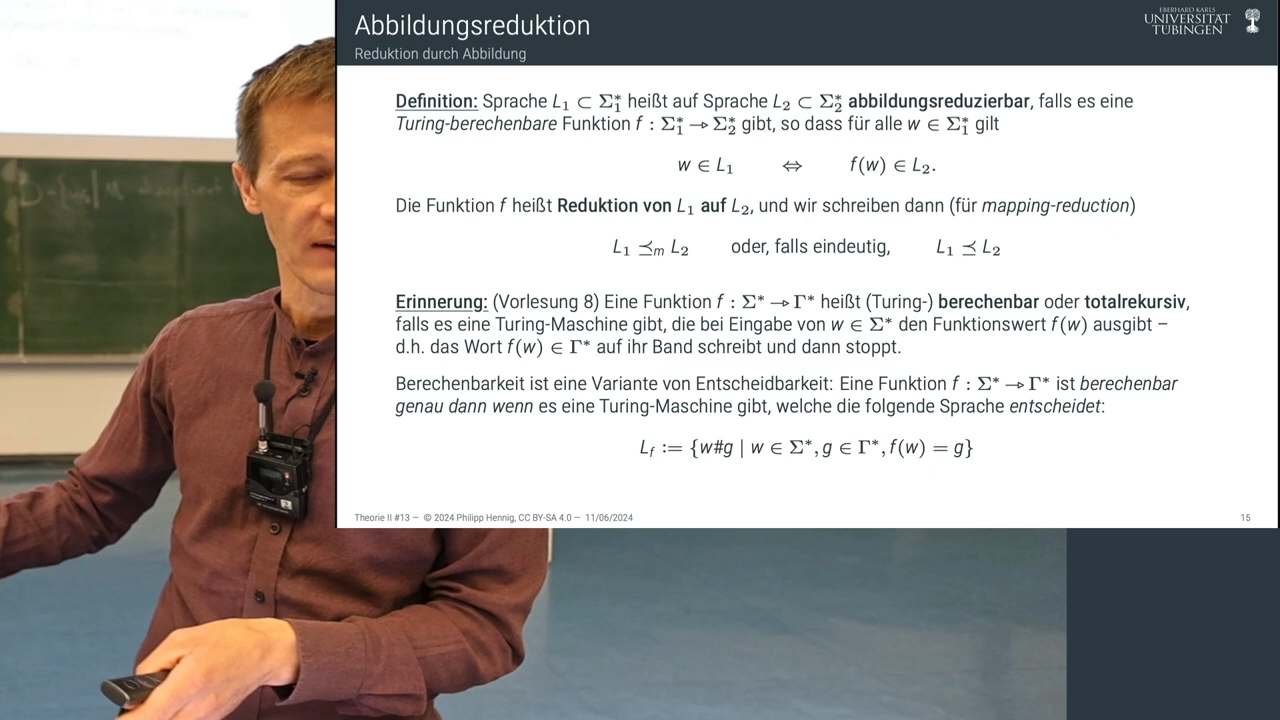 Abbildungsreduktion
Reduktion durch Abbildung
EBERHARD KARLS
UNIVERSITÄT
TÜBINGEN
Definition: Sprache L₁ ⊂ Σ₁* heißt auf Sprache L₂ ⊂ Σ₂* abbildungsreduzierbar, falls es eine
Turing-berechenbare Funktion f : Σ₁* → Σ₂* gibt, so dass für alle w ∈ Σ₁* gilt
w ∈ L₁ ⇔ f(w) ∈ L₂.
Die Funktion f heißt Reduktion von L₁ auf L₂, und wir schreiben dann (für mapping-reduction)
L₁ ⪯ₘ L₂ oder, falls eindeutig, L₁ ⪯ L₂
Erinnerung: (Vorlesung 8) Eine Funktion f : Σ* → Γ* heißt (Turing-) berechenbar oder totalrekursiv,
falls es eine Turing-Maschine gibt, die bei Eingabe von w ∈ Σ* den Funktionswert f(w) ausgibt –
d.h. das Wort f(w) ∈ Γ* auf ihr Band schreibt und dann stoppt.
Berechenbarkeit ist eine Variante von Entscheidbarkeit: Eine Funktion f : Σ* → Γ* ist berechenbar
genau dann wenn es eine Turing-Maschine gibt, welche die folgende Sprache entscheidet:
L_f := {w#g | w ∈ Σ*, g ∈ Γ*, f(w) = g}
Theorie II #13 — © 2024 Philipp Hennig, CC BY-SA 4.0 — 11/06/2024
15